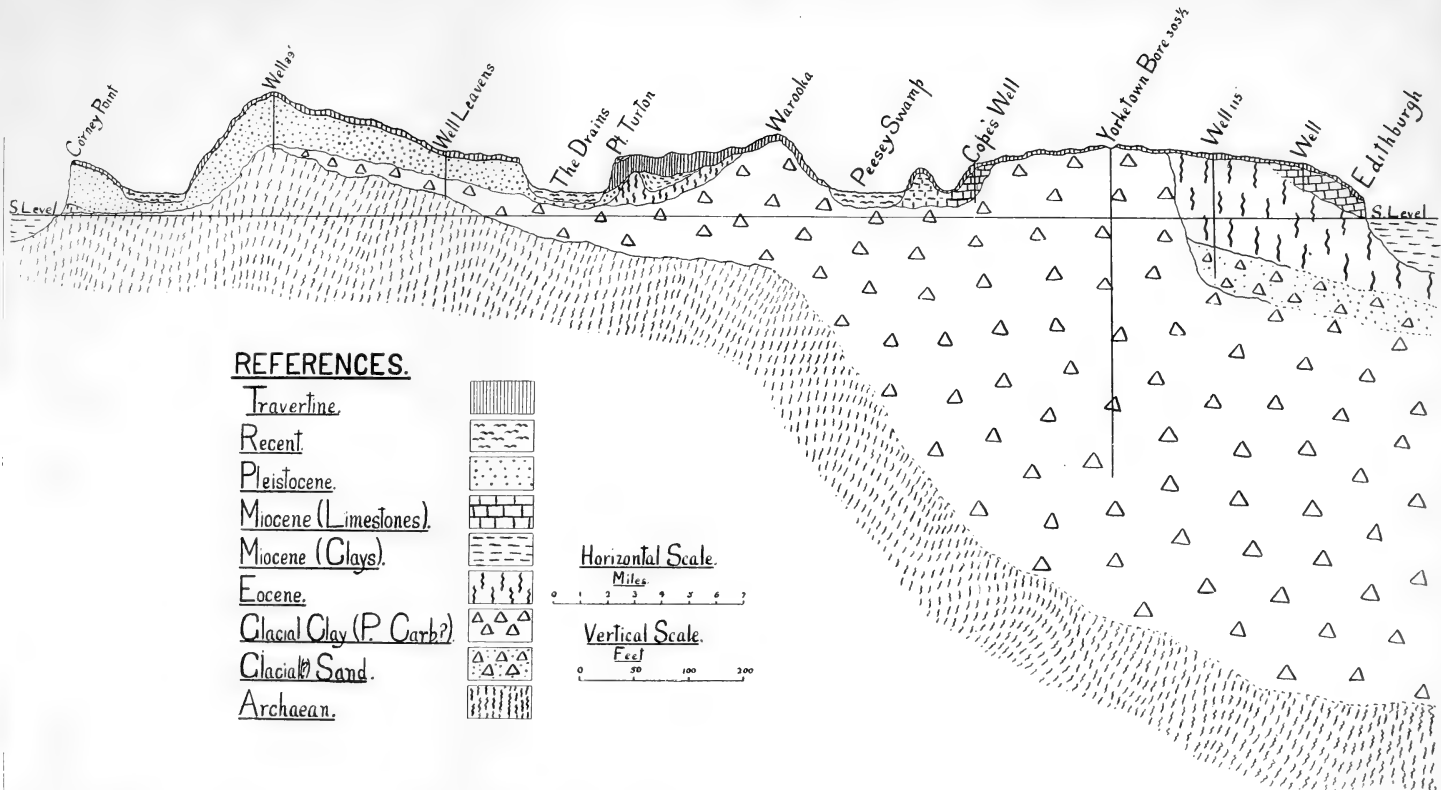 Corney Point
Well
Well Leavens
The Drains
Pt. Turton
Warooka
Peesey Swamp
Cope's Well
Yorketown Bore 305½
Well 115'
Well
Edithburgh
S. Level
S. Level
REFERENCES.
Travertine.
Recent.
Pleistocene.
Miocene (Limestones).
Miocene (Clays).
Eocene.
Glacial Clay (P. Carb?)
Glacial(?) Sand.
Archaean.
Horizontal Scale.
Miles.
0 1 2 3 4 5 6 7
Vertical Scale.
Feet
0 50 100 200